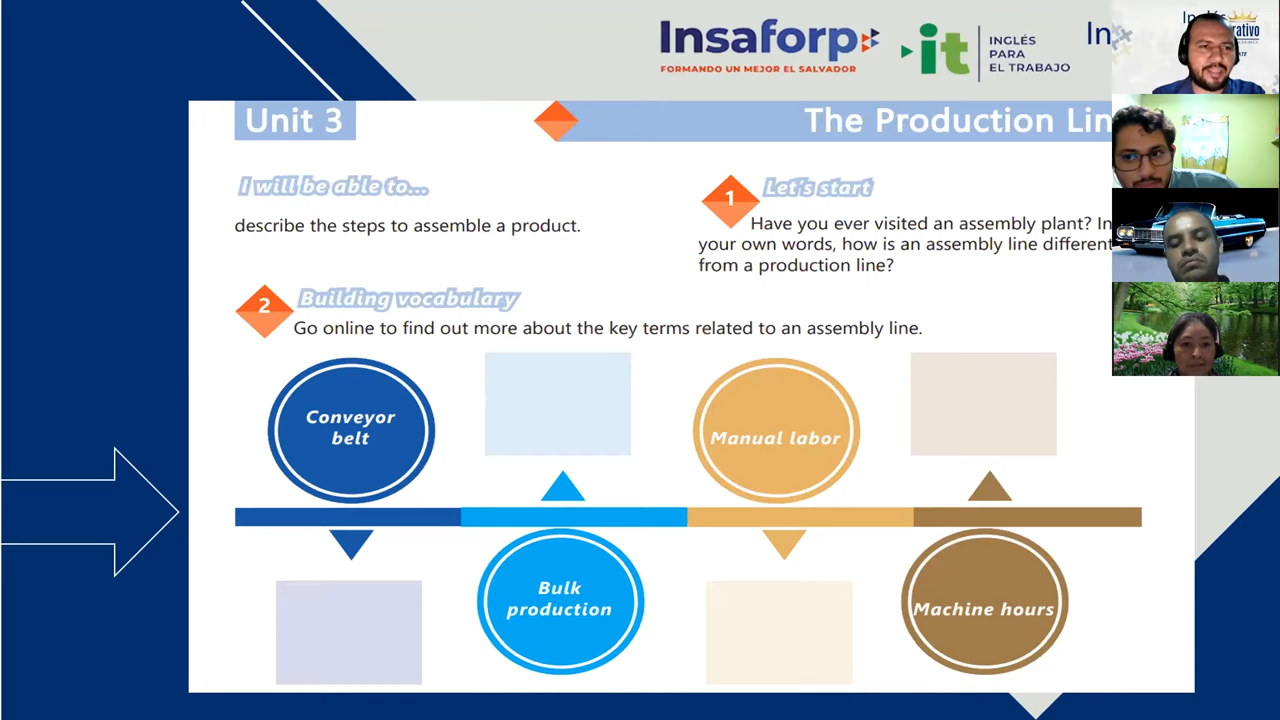 Insaforp
FORMANDO UN MEJOR EL SALVADOR
it
INGLÉS
PARA
EL TRABAJO
Unit 3
The Production Lin
I will be able to...
describe the steps to assemble a product.
1
Let's start
Have you ever visited an assembly plant? In
your own words, how is an assembly line different
from a production line?
2
Building vocabulary
Go online to find out more about the key terms related to an assembly line.
Conveyor
belt
Manual labor
Bulk
production
Machine hours